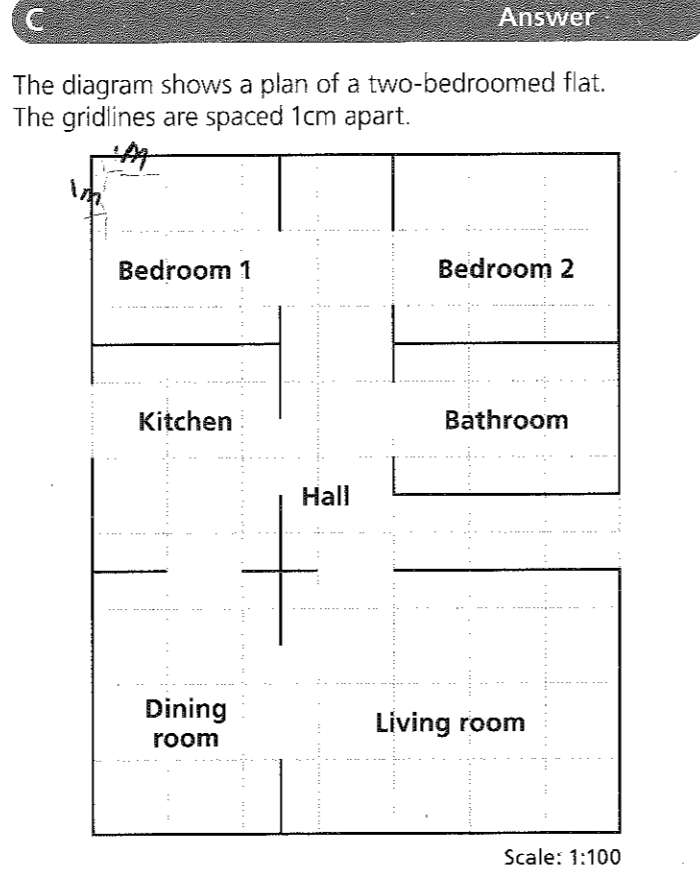 C Answer
The diagram shows a plan of a two-bedroomed flat.
The gridlines are spaced 1cm apart.
1m
1m
Bedroom 1 Bedroom 2
Kitchen Bathroom
Hall
Dining
room
Living room
Scale: 1:100